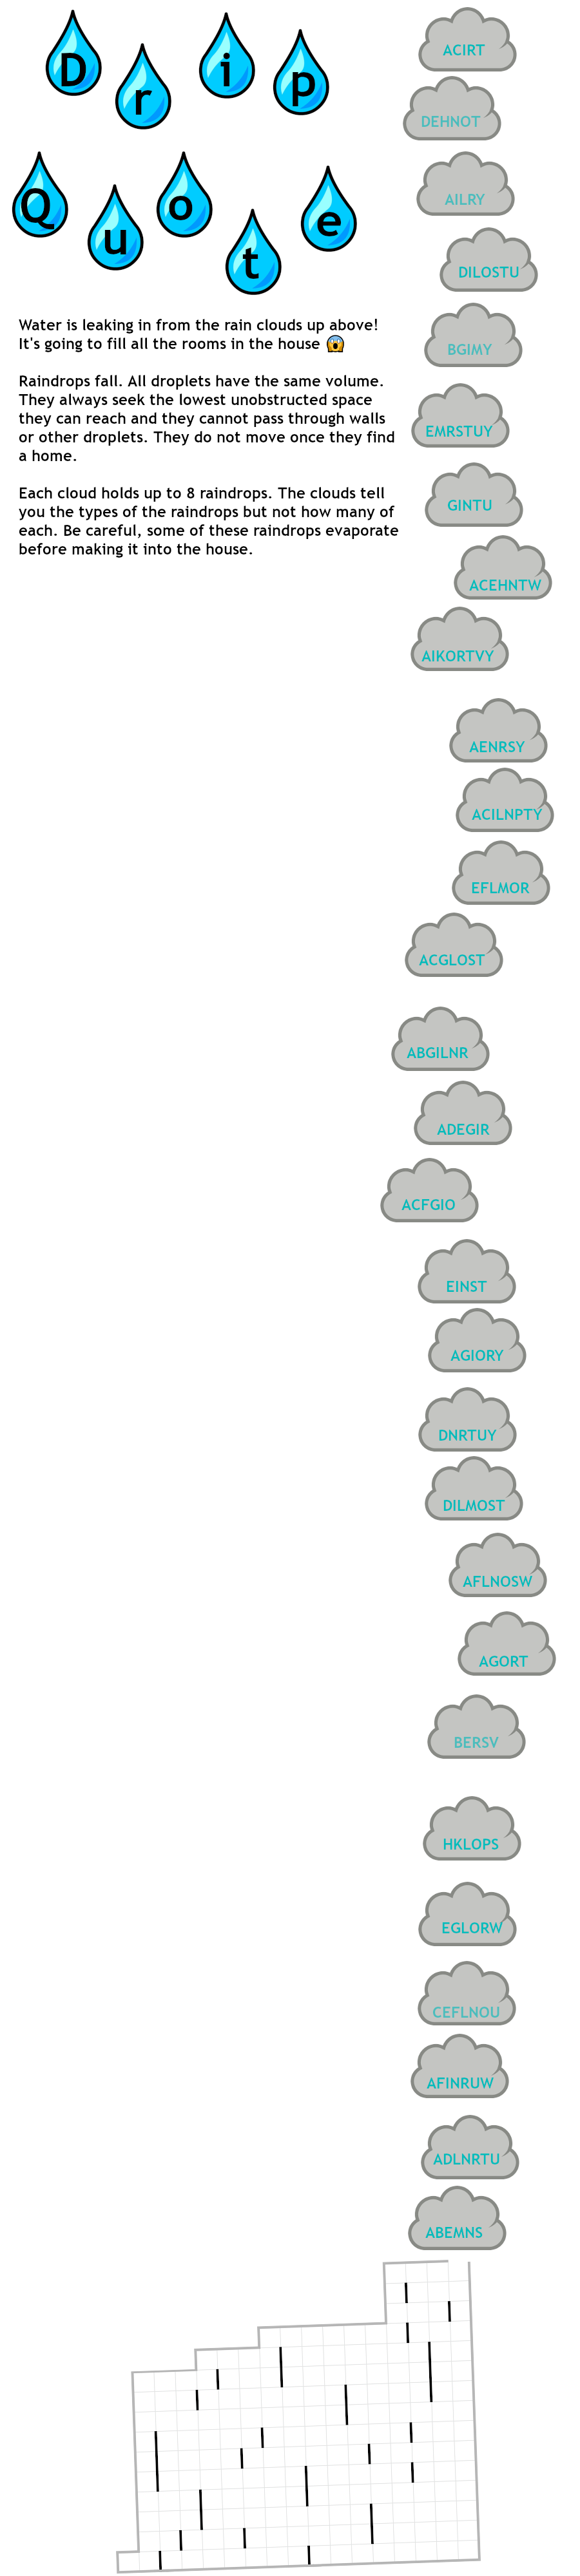 Drip
Quote
Water is leaking in from the rain clouds up above!
It's going to fill all the rooms in the house 😱
Raindrops fall. All droplets have the same volume.
They always seek the lowest unobstructed space
they can reach and they cannot pass through walls
or other droplets. They do not move once they find
a home.
Each cloud holds up to 8 raindrops. The clouds tell
you the types of the raindrops but not how many of
each. Be careful, some of these raindrops evaporate
before making it into the house.
ACIRT
DEHNOT
AILRY
DILOSTU
BGIMY
EMRSTUY
GINTU
ACEHNTW
AIKORTVY
AENRSY
ACILNPTY
EFLMOR
ACGLOST
ABGILNR
ADEGIR
ACFGIO
EINST
AGIORY
DNRTUY
DILMOST
AFLNOSW
AGORT
BERSV
HKLOPS
EGLORW
CEFLNOU
AFINRUW
ADLNRTU
ABEMNS